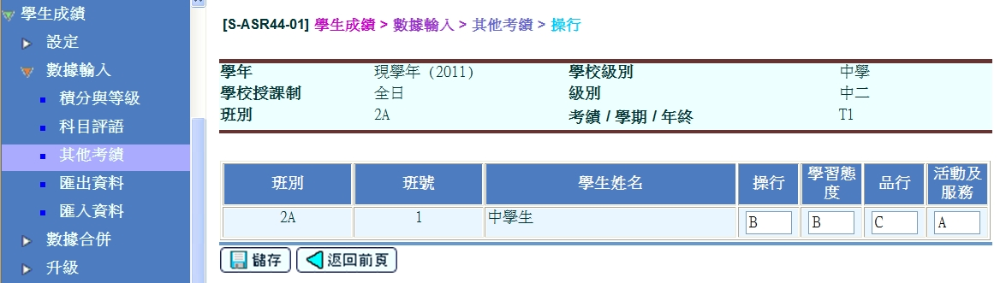 學生成績
設定
數據輸入
積分與等級
科目評語
其他考績
匯出資料
匯入資料
數據合併
升級
[S-ASR44-01] 學生成績 > 數據輸入 > 其他考績 > 操行
學年 現學年 (2011) 學校級別 中學
學校授課制 全日 級別 中二
班別 2A 考績 / 學期 / 年終 T1
班別 班號 學生姓名 操行 學習態度 品行 活動及服務
2A 1 中學生 B B C A
儲存 返回前頁